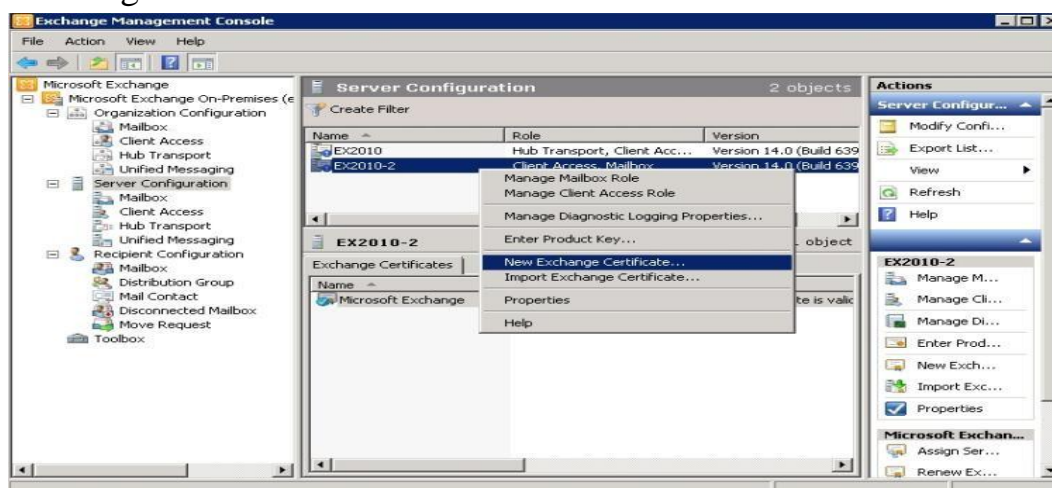 Exchange Management Console
File Action View Help
Microsoft Exchange
Microsoft Exchange On-Premises (e
Organization Configuration
Mailbox
Client Access
Hub Transport
Unified Messaging
Server Configuration
Mailbox
Client Access
Hub Transport
Unified Messaging
Recipient Configuration
Mailbox
Distribution Group
Mail Contact
Disconnected Mailbox
Move Request
Toolbox
Server Configuration 2 objects
Create Filter
Name Role Version
EX2010 Hub Transport, Client Acc... Version 14.0 (Build 639
EX2010-2 Client Access, Mailbox Version 14.0 (Build 639
Manage Mailbox Role
Manage Client Access Role
Manage Diagnostic Logging Properties...
Enter Product Key...
New Exchange Certificate...
Import Exchange Certificate...
Properties
Help
EX2010-2 object
Exchange Certificates
Name
Microsoft Exchange te is valic
Actions
Server Configur...
Modify Confi...
Export List...
View
Refresh
Help
EX2010-2
Manage M...
Manage Cli...
Manage Di...
Enter Prod...
New Exch...
Import Exc...
Properties
Microsoft Exchan...
Assign Ser...
Renew Ex...